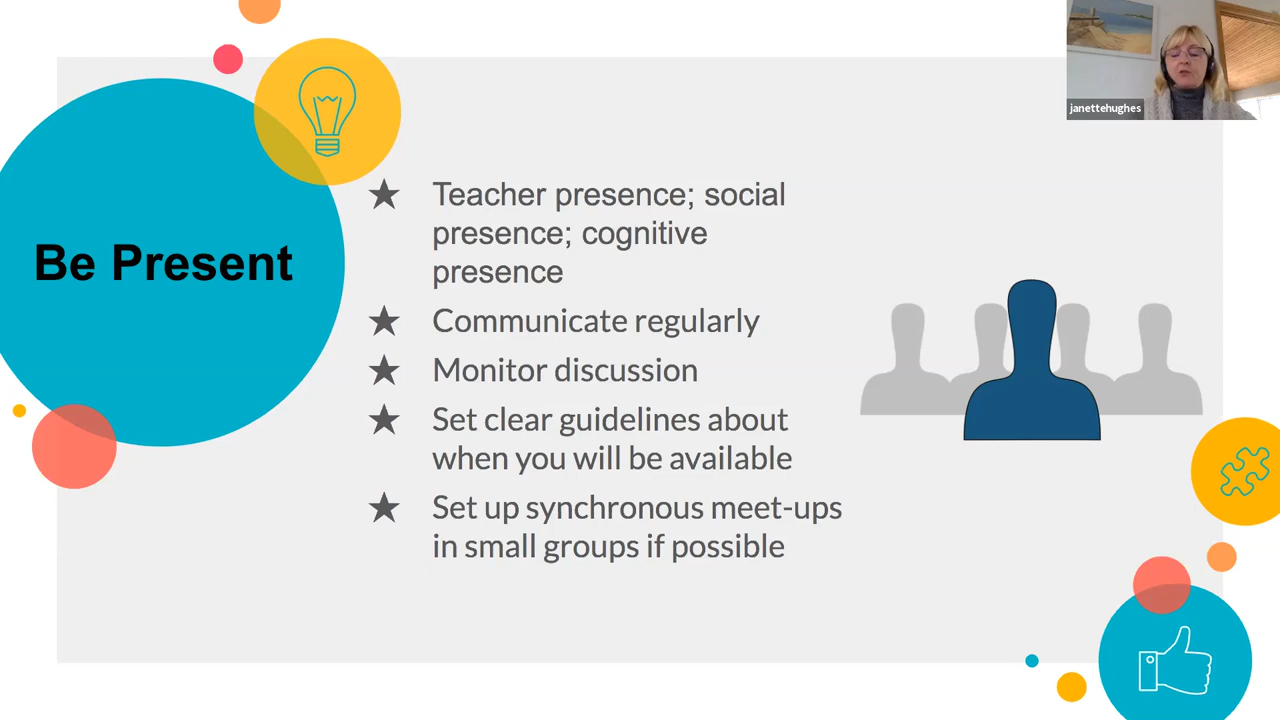 janettehughes
Be Present
Teacher presence; social
presence; cognitive
presence
Communicate regularly
Monitor discussion
Set clear guidelines about
when you will be available
Set up synchronous meet-ups
in small groups if possible